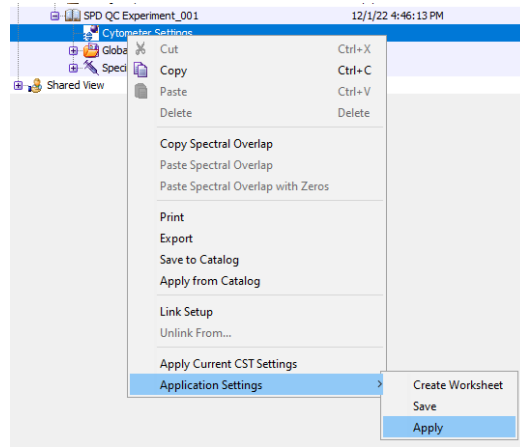 SPD QC Experiment_001 12/1/22 4:46:13 PM
Cytometer Settings
Globa
Cut Ctrl+X
Speci
Copy Ctrl+C
Shared View
Paste Ctrl+V
Delete Delete
Copy Spectral Overlap
Paste Spectral Overlap
Paste Spectral Overlap with Zeros
Print
Export
Save to Catalog
Apply from Catalog
Link Setup
Unlink From...
Apply Current CST Settings
Application Settings
Create Worksheet
Save
Apply